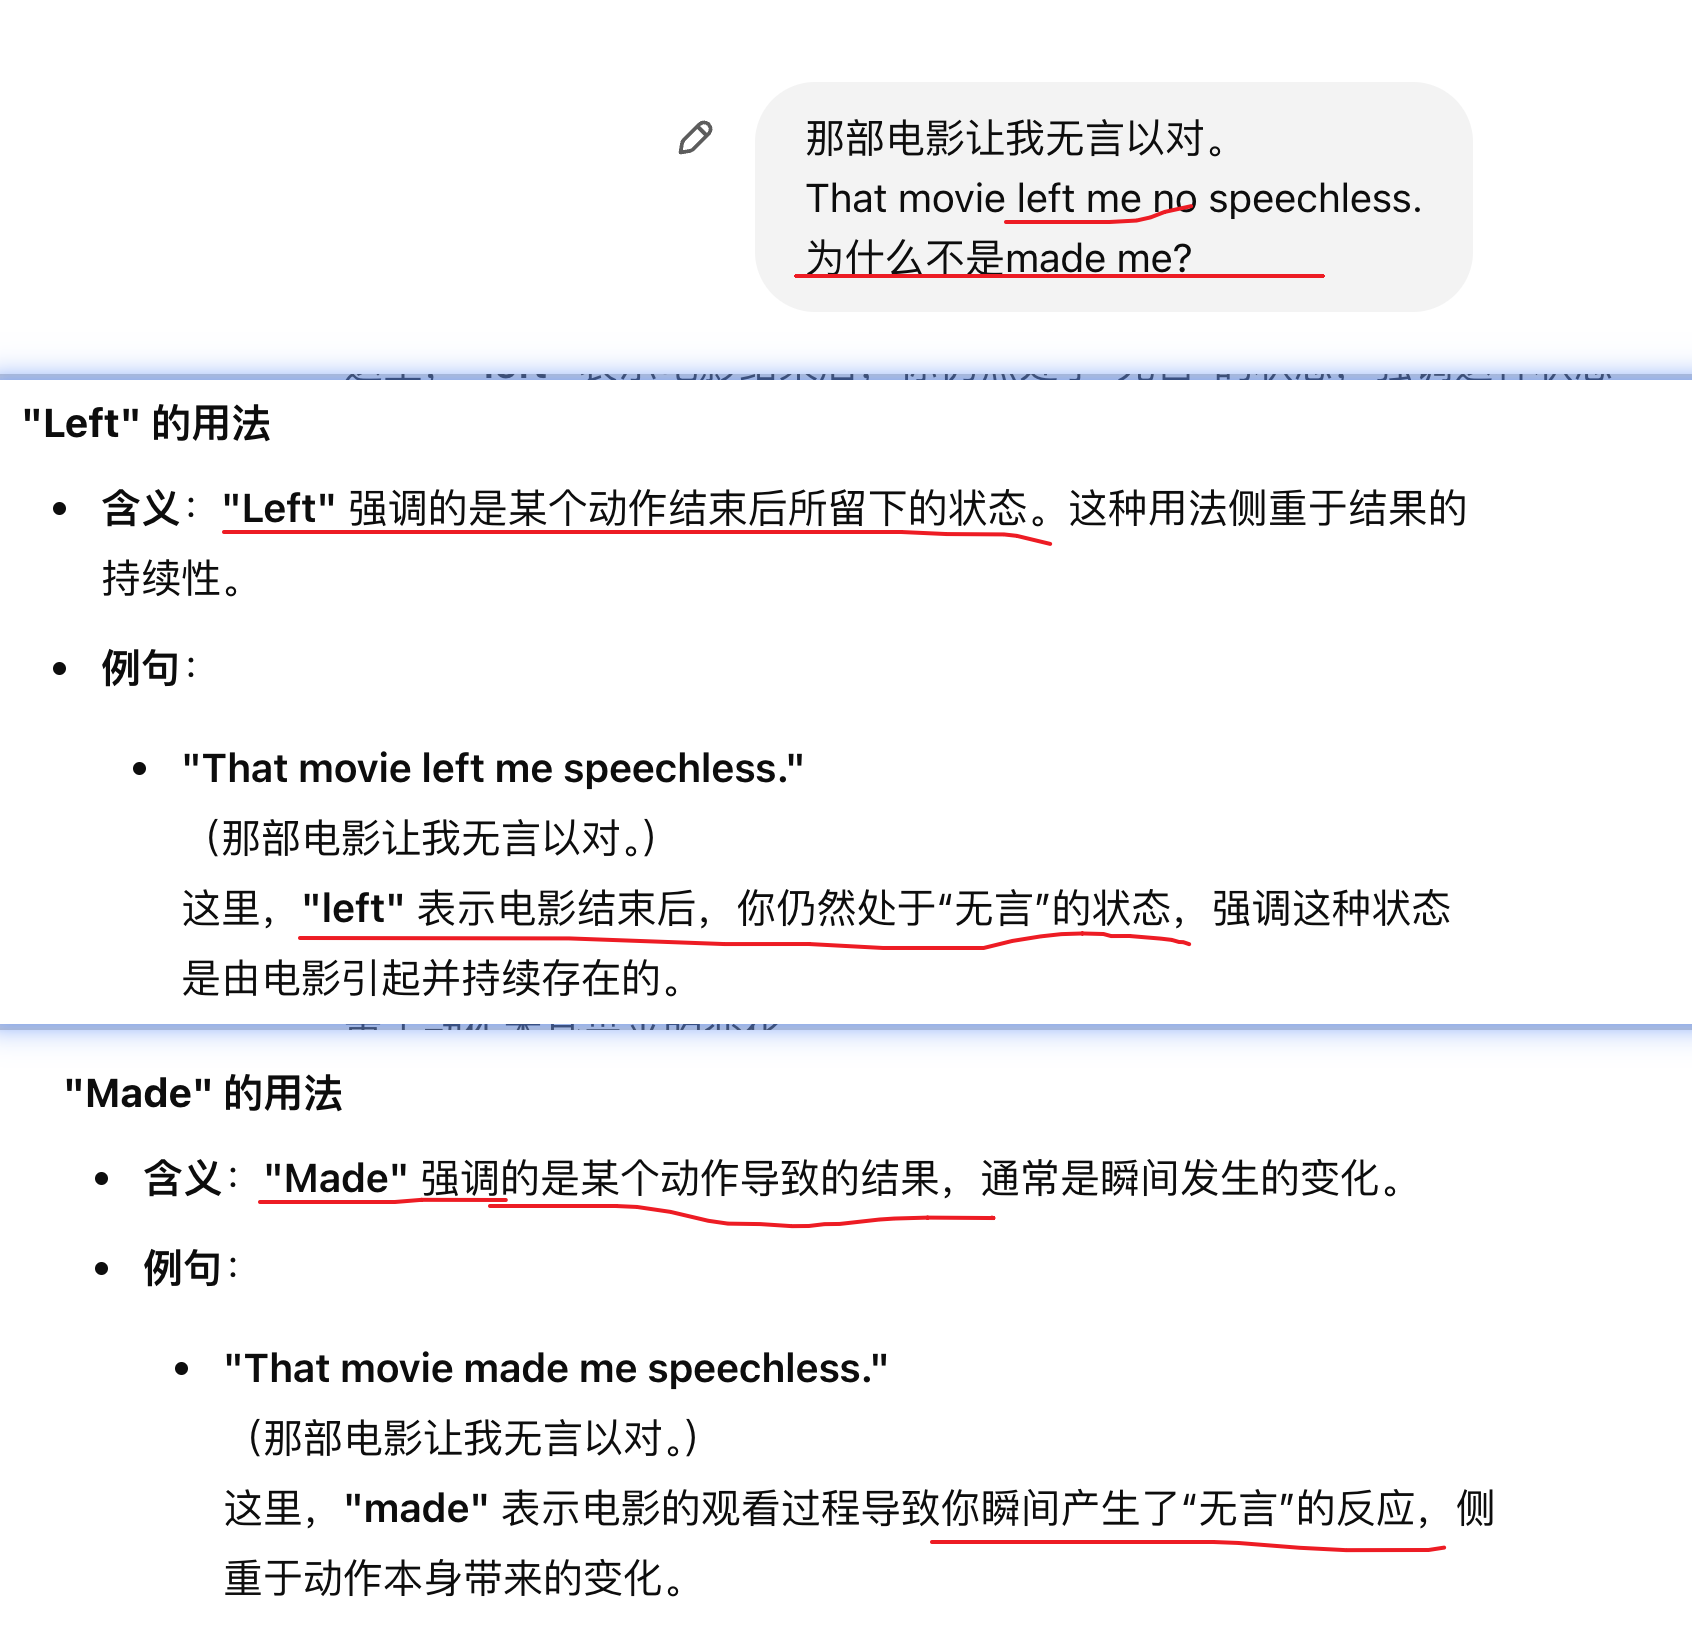 那部电影让我无言以对。
That movie left me no speechless.
为什么不是made me?
"Left" 的用法
• 含义："Left" 强调的是某个动作结束后所留下的状态。这种用法侧重于结果的
持续性。
• 例句：
• "That movie left me speechless."
（那部电影让我无言以对。）
这里，"left" 表示电影结束后，你仍然处于“无言”的状态，强调这种状态
是由电影引起并持续存在的。
"Made" 的用法
• 含义："Made" 强调的是某个动作导致的结果，通常是瞬间发生的变化。
• 例句：
• "That movie made me speechless."
（那部电影让我无言以对。）
这里，"made" 表示电影的观看过程导致你瞬间产生了“无言”的反应，侧
重于动作本身带来的变化。